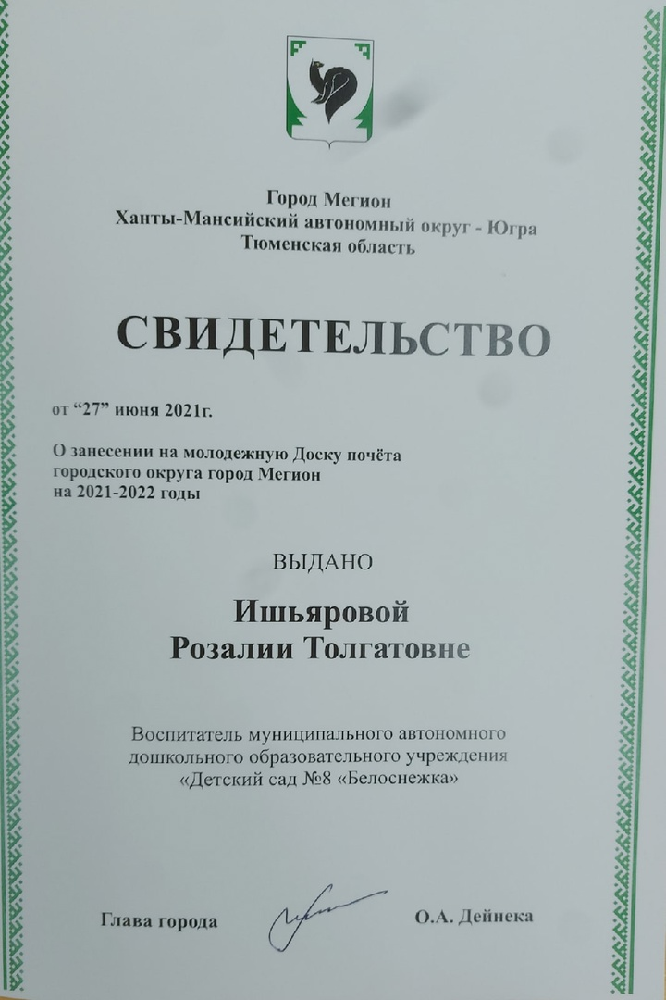 Город Мегион
Ханты-Мансийский автономный округ - Югра
Тюменская область
СВИДЕТЕЛЬСТВО
от “27” июня 2021г.
О занесении на молодежную Доску почёта
городского округа город Мегион
на 2021-2022 годы
ВЫДАНО
Ишьяровой
Розалии Толгатовне
Воспитатель муниципального автономного
дошкольного образовательного учреждения
«Детский сад №8 «Белоснежка»
Глава города О.А. Дейнека